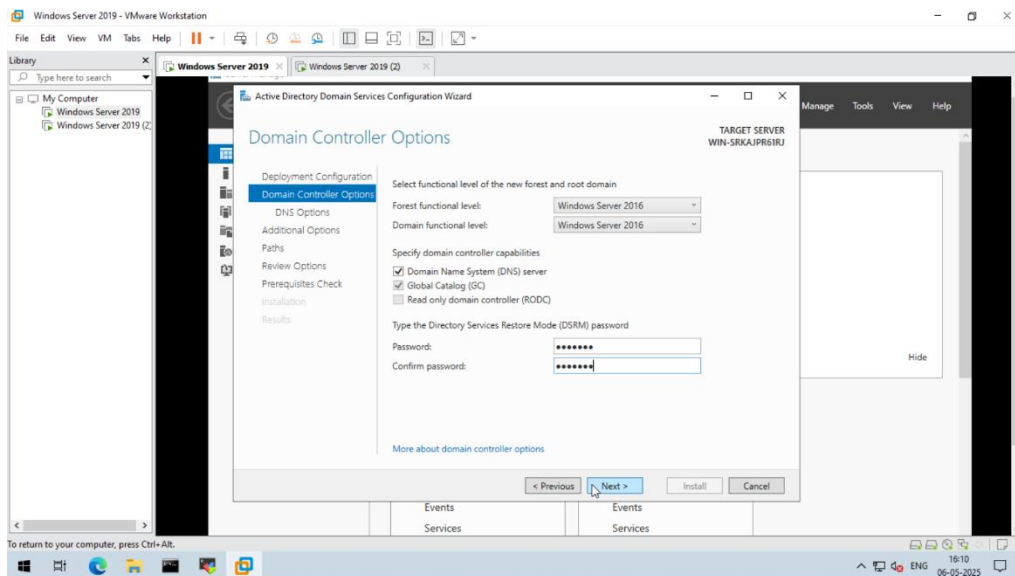 Windows Server 2019 - VMware Workstation
File Edit View VM Tabs Help
Library
Windows Server 2019
Windows Server 2019 (2)
Type here to search
My Computer
Windows Server 2019
Windows Server 2019 (2)
Active Directory Domain Services Configuration Wizard
Manage Tools View Help
Domain Controller Options
TARGET SERVER
WIN-SRKAJPR61RJ
Deployment Configuration
Domain Controller Options
DNS Options
Additional Options
Paths
Review Options
Prerequisites Check
Installation
Results
Select functional level of the new forest and root domain
Forest functional level: Windows Server 2016
Domain functional level: Windows Server 2016
Specify domain controller capabilities
Domain Name System (DNS) server
Global Catalog (GC)
Read only domain controller (RODC)
Type the Directory Services Restore Mode (DSRM) password
Password:
Confirm password:
Hide
More about domain controller options
< Previous Next > Install Cancel
Events Events
Services Services
To return to your computer, press Ctrl+Alt.
ENG
16:10
06-05-2025